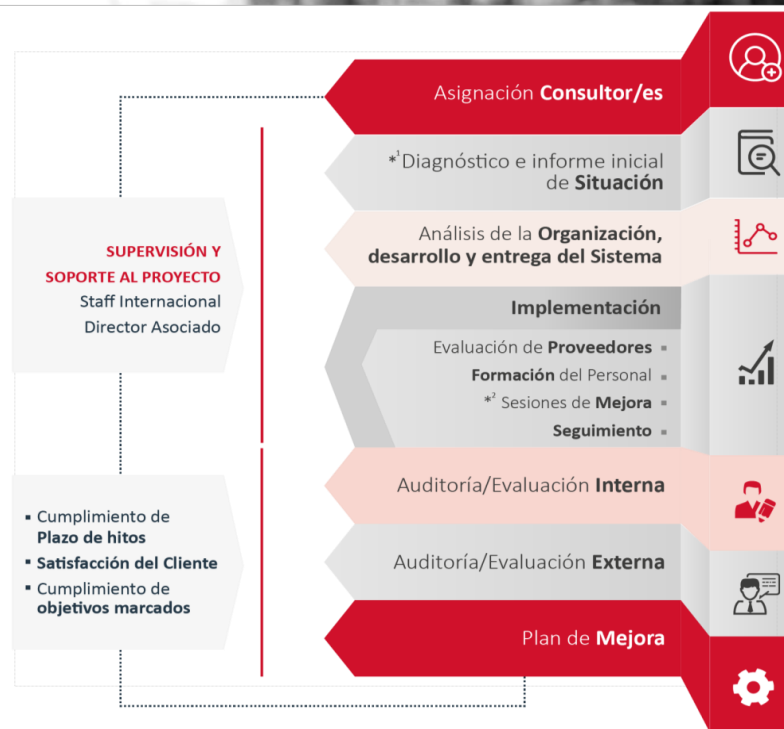 Asignación Consultor/es
*¹Diagnóstico e informe inicial
de Situación
Análisis de la Organización,
desarrollo y entrega del Sistema
Implementación
Evaluación de Proveedores ▪
Formación del Personal ▪
*² Sesiones de Mejora ▪
Seguimiento ▪
Auditoría/Evaluación Interna
Auditoría/Evaluación Externa
Plan de Mejora
SUPERVISIÓN Y
SOPORTE AL PROYECTO
Staff Internacional
Director Asociado
▪ Cumplimiento de
Plazo de hitos
▪ Satisfacción del Cliente
▪ Cumplimiento de
objetivos marcados